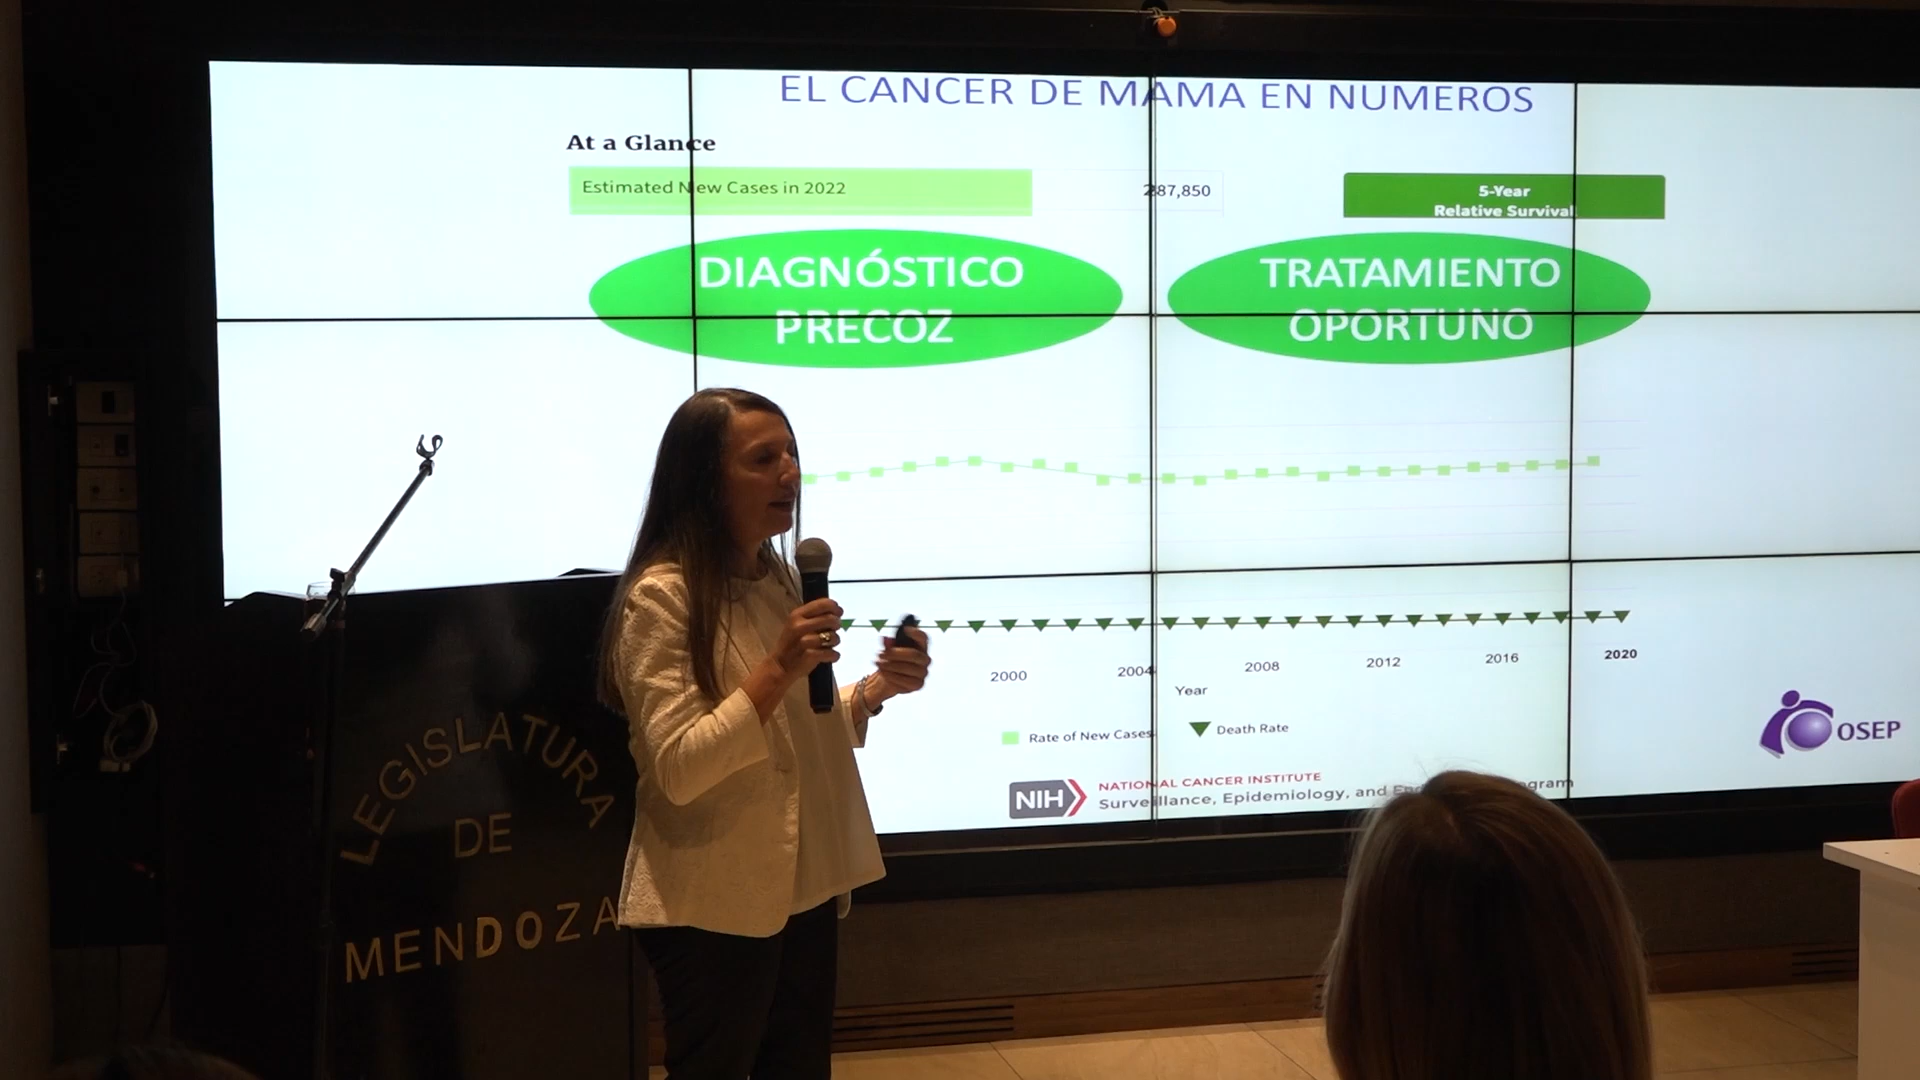 EL CANCER DE MAMA EN NUMEROS
At a Glance
Estimated New Cases in 2022
287,850
5-Year
Relative Survival
DIAGNÓSTICO
PRECOZ
TRATAMIENTO
OPORTUNO
2000 2004 2008 2012 2016 2020
Year
Rate of New Cases
Death Rate
OSEP
NIH
NATIONAL CANCER INSTITUTE
Surveillance, Epidemiology, and
LEGISLATURA
DE
MENDOZA